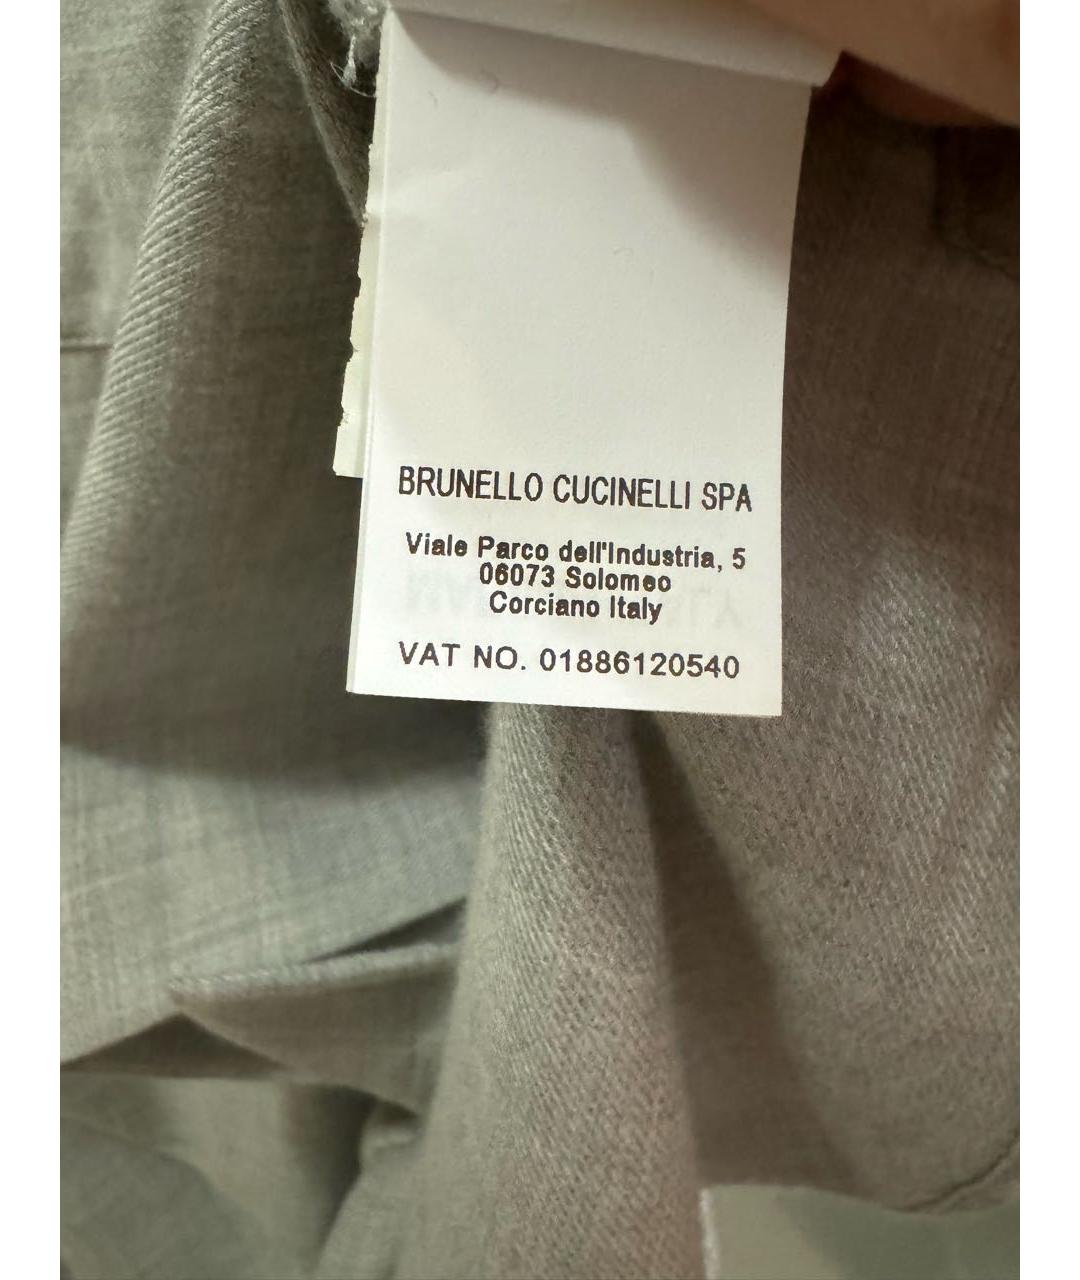 BRUNELLO CUCINELLI SPA
Viale Parco dell'Industria, 5
06073 Solomeo
Corciano Italy
VAT NO. 01886120540